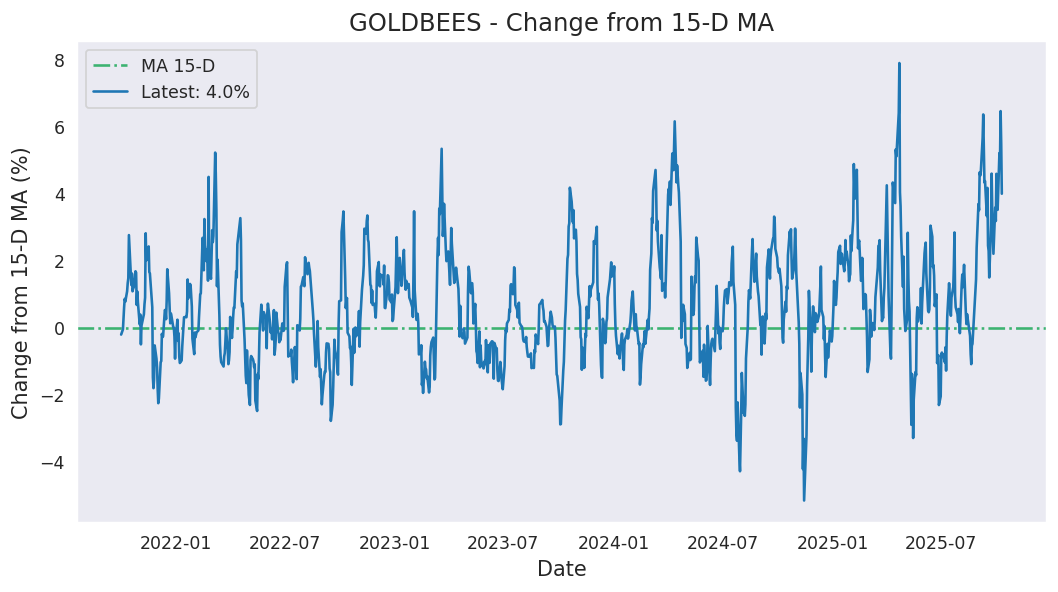 GOLDBEES - Change from 15-D MA
MA 15-D
Latest: 4.0%
Change from 15-D MA (%)
8
6
4
2
0
−2
−4
2022-01 2022-07 2023-01 2023-07 2024-01 2024-07 2025-01 2025-07
Date